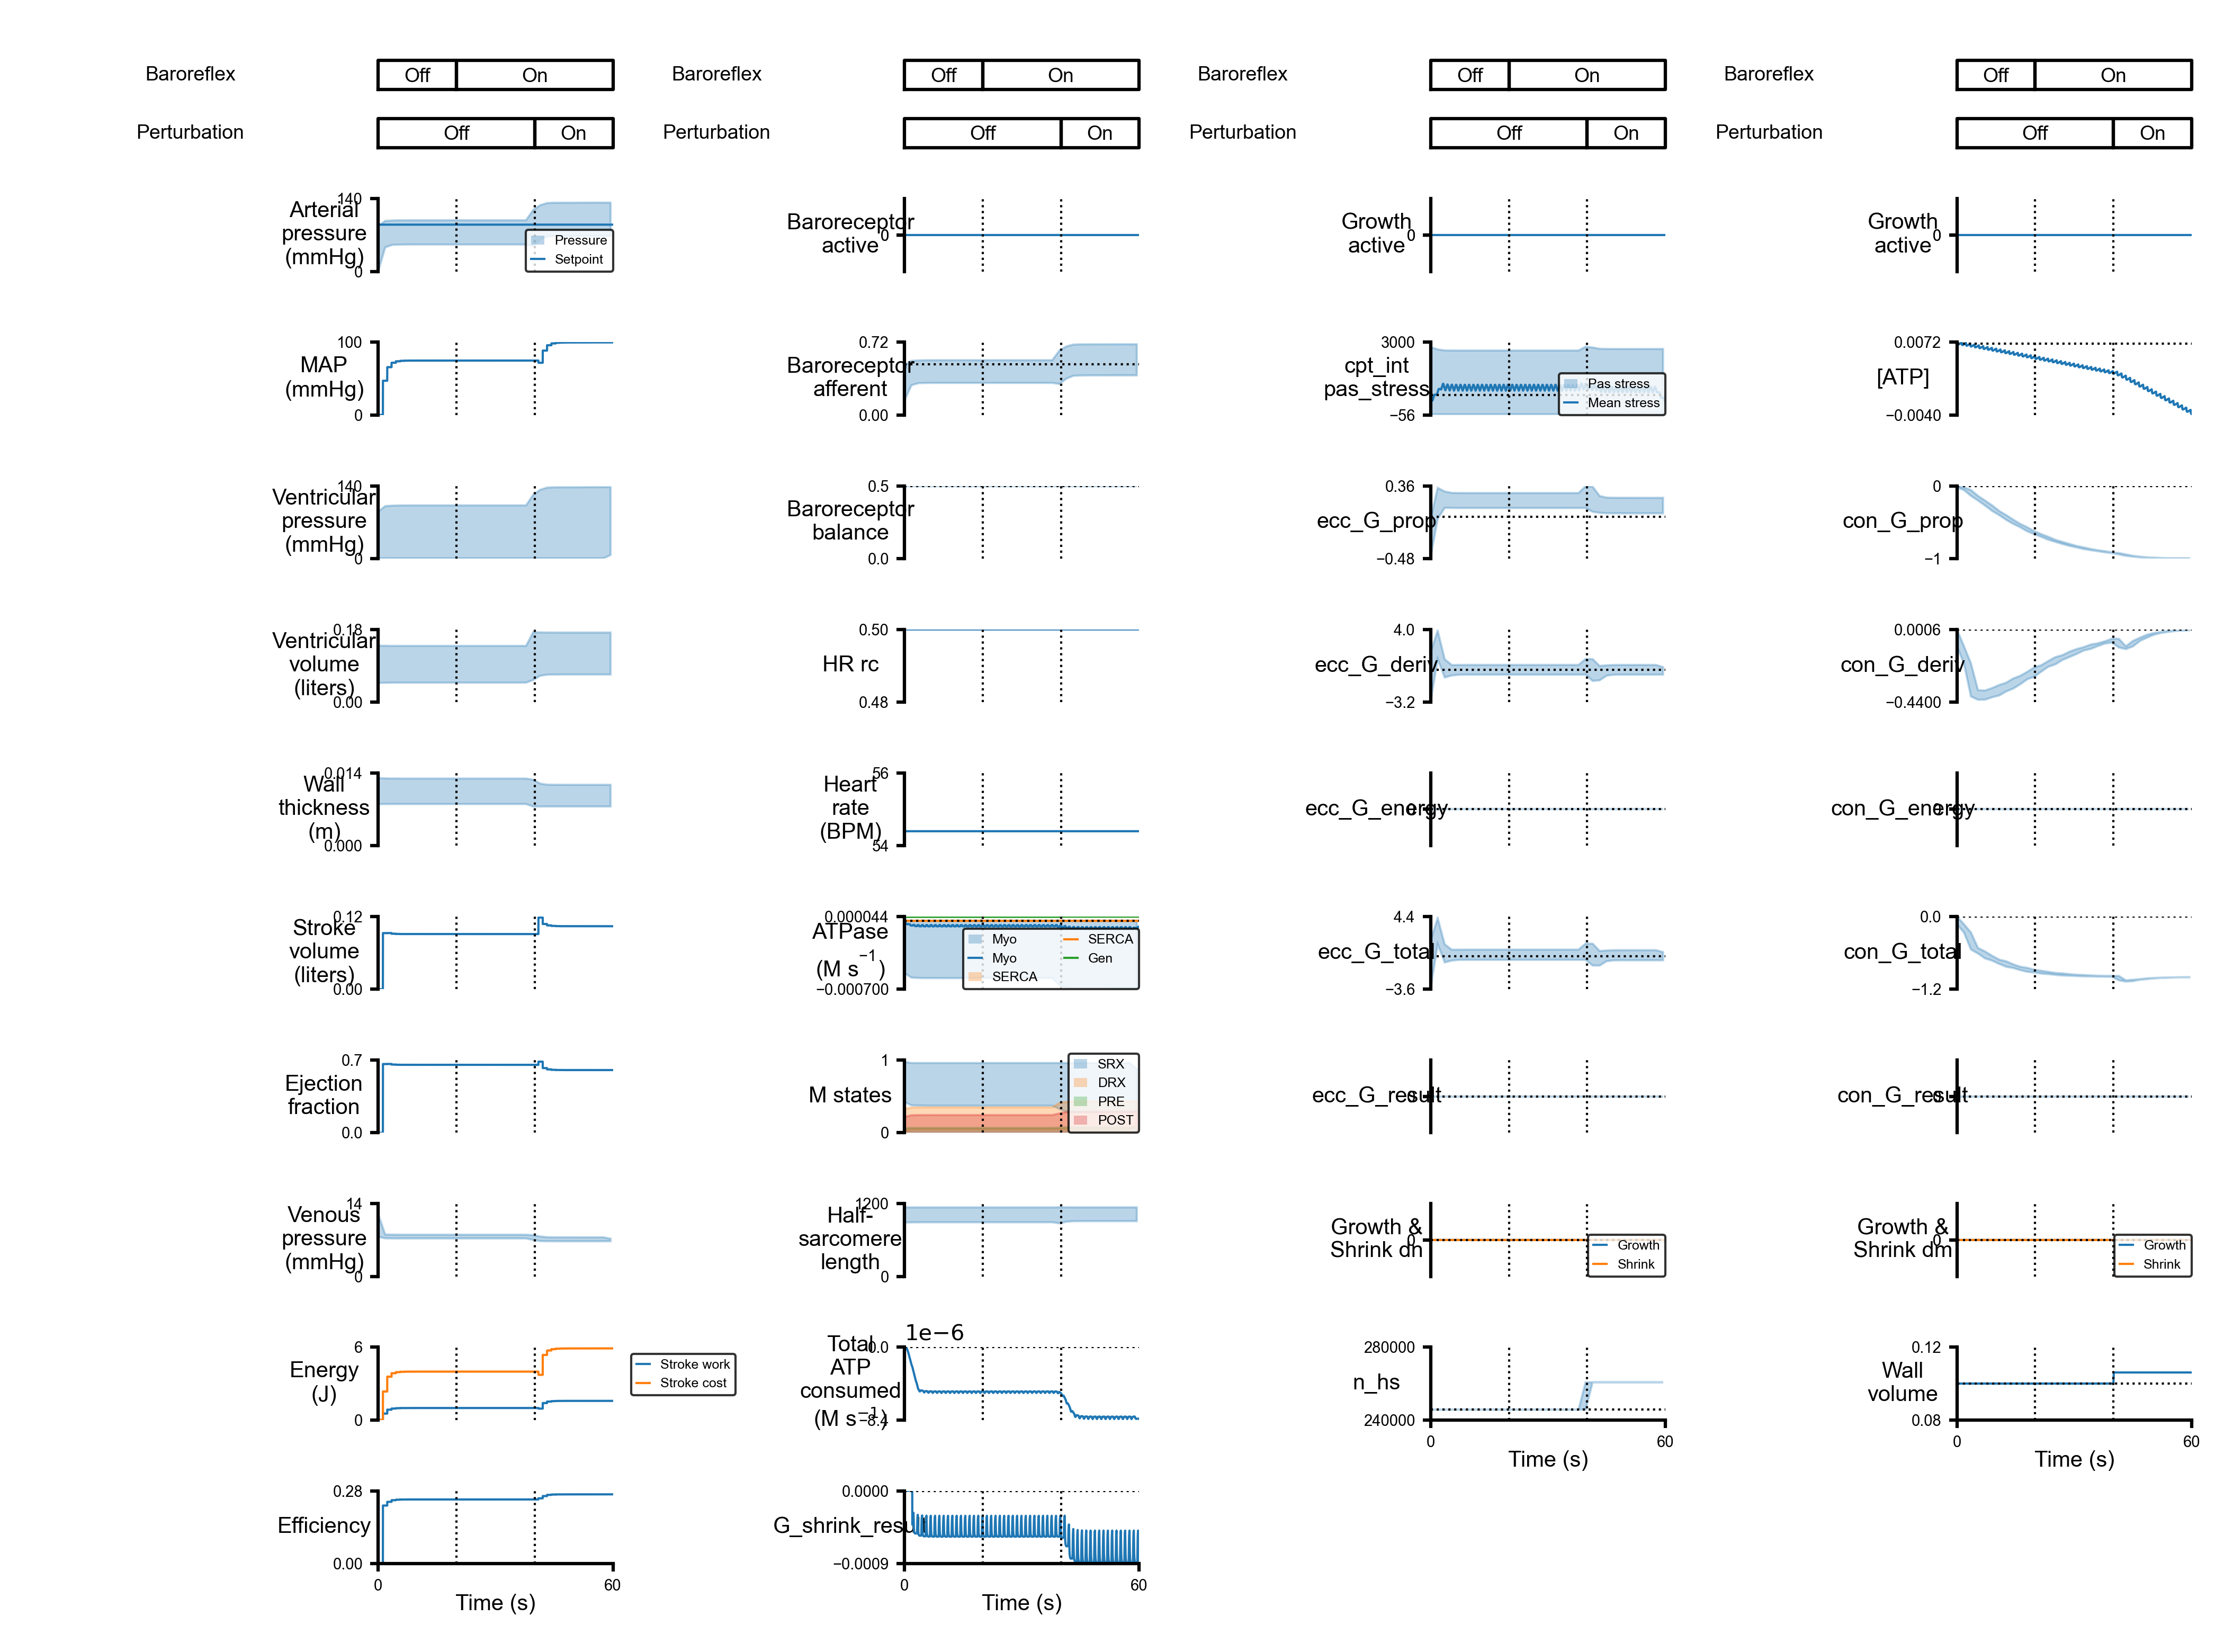 Baroreflex Off On
Perturbation Off On
Arterial pressure (mmHg)
140
0
Pressure
Setpoint
MAP (mmHg)
100
0
Ventricular pressure (mmHg)
140
0
Ventricular volume (liters)
0.18
0.00
Wall thickness (m)
0.014
0.000
Stroke volume (liters)
0.12
0.00
Ejection fraction
0.7
0.0
Venous pressure (mmHg)
14
0
Energy (J)
6
0
Stroke work
Stroke cost
Efficiency
0.28
0.00
0 60
Time (s)
Baroreflex Off On
Perturbation Off On
Baroreceptor active
0
Baroreceptor afferent
0.72
0.00
Baroreceptor balance
0.5
0.0
HR rc
0.50
0.48
Heart rate (BPM)
56
54
ATPase (M s−1)
0.000044
−0.000700
Myo
Myo
SERCA
SERCA
Gen
M states
1
0
SRX
DRX
PRE
POST
Half-sarcomere length
1200
0
1e−6
Total ATP consumed (M s−1)
0.0
−8.4
G_shrink_resu
0.0000
−0.0009
0 60
Time (s)
Baroreflex Off On
Perturbation Off On
Growth active
0
cpt_int pas_stress
3000
−56
Pas stress
Mean stress
ecc_G_prop
0.36
−0.48
ecc_G_deriv
4.0
−3.2
ecc_G_energy
0
ecc_G_total
4.4
−3.6
ecc_G_result
0
Growth & Shrink dn
0
Growth
Shrink
n_hs
280000
240000
0 60
Time (s)
Baroreflex Off On
Perturbation Off On
Growth active
0
[ATP]
0.0072
−0.0040
con_G_prop
0
−1
con_G_deriv
0.0006
−0.4400
con_G_energy
con_G_total
0.0
−1.2
con_G_result
0
Growth & Shrink dm
0
Growth
Shrink
Wall volume
0.12
0.08
0 60
Time (s)